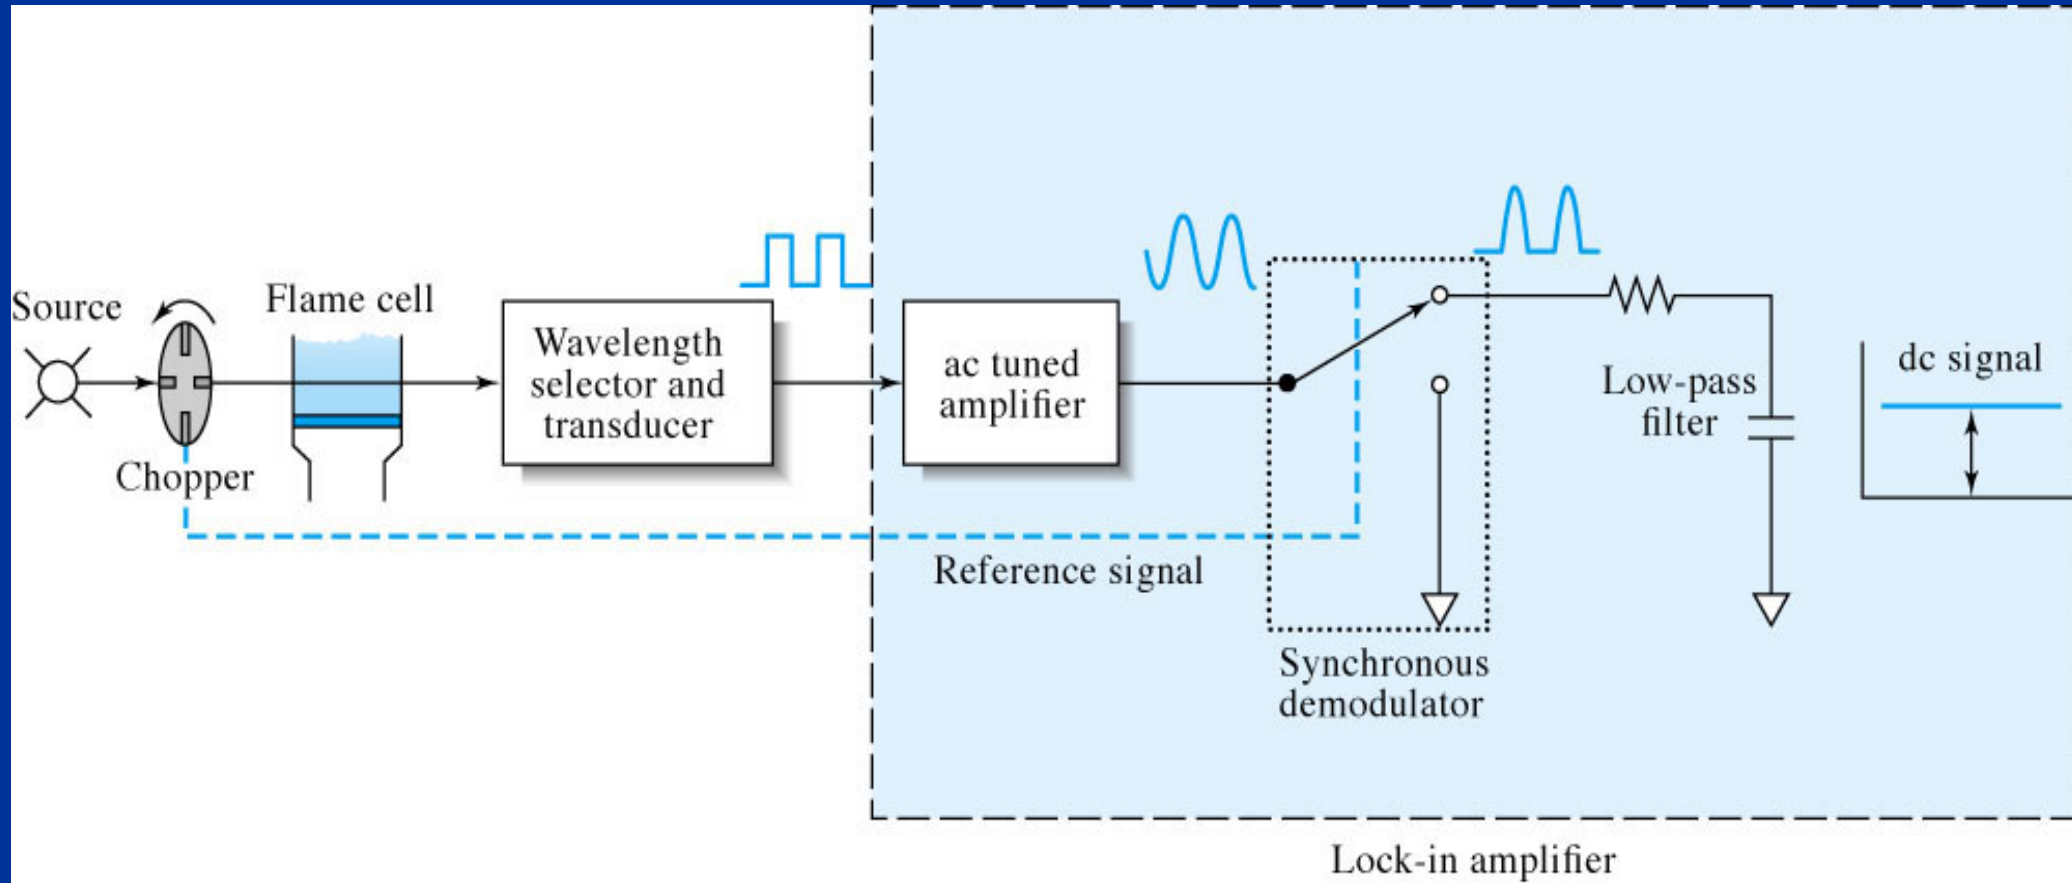 Source
Flame cell
Chopper
Wavelength
selector and
transducer
ac tuned
amplifier
Reference signal
Synchronous
demodulator
Low-pass
filter
dc signal
Lock-in amplifier